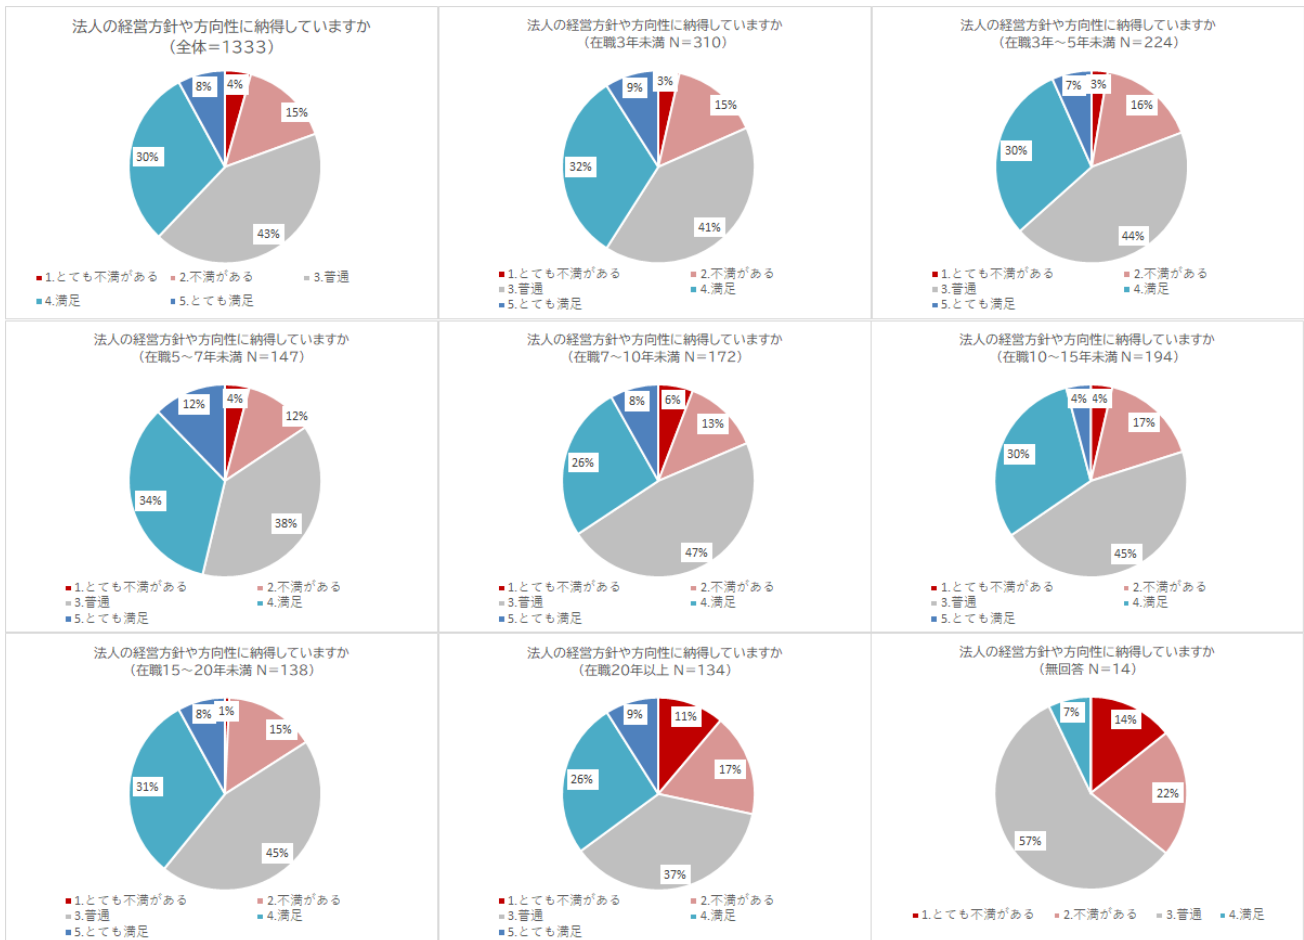 法人の経営方針や方向性に納得していますか
（全体＝1333）
8%
4%
15%
30%
43%
1.とても不満がある 2.不満がある 3.普通
4.満足 5.とても満足
法人の経営方針や方向性に納得していますか
（在職3年未満 N＝310）
9%
3%
15%
32%
41%
1.とても不満がある 2.不満がある
3.普通 4.満足
5.とても満足
法人の経営方針や方向性に納得していますか
（在職3年～5年未満 N＝224）
7%
3%
16%
30%
44%
1.とても不満がある 2.不満がある
3.普通 4.満足
5.とても満足
法人の経営方針や方向性に納得していますか
（在職5～7年未満 N＝147）
12%
4%
12%
34%
38%
1.とても不満がある 2.不満がある
3.普通 4.満足
5.とても満足
法人の経営方針や方向性に納得していますか
（在職7～10年未満 N＝172）
8%
6%
13%
26%
47%
1.とても不満がある 2.不満がある
3.普通 4.満足
5.とても満足
法人の経営方針や方向性に納得していますか
（在職10～15年未満 N＝194）
4%
4%
17%
30%
45%
1.とても不満がある 2.不満がある
3.普通 4.満足
5.とても満足
法人の経営方針や方向性に納得していますか
（在職15～20年未満 N＝138）
8%
1%
15%
31%
45%
1.とても不満がある 2.不満がある
3.普通 4.満足
5.とても満足
法人の経営方針や方向性に納得していますか
（在職20年以上 N＝134）
9%
11%
17%
26%
37%
1.とても不満がある 2.不満がある
3.普通 4.満足
5.とても満足
法人の経営方針や方向性に納得していますか
（無回答 N＝14）
7%
14%
22%
57%
1.とても不満がある 2.不満がある 3.普通 4.満足